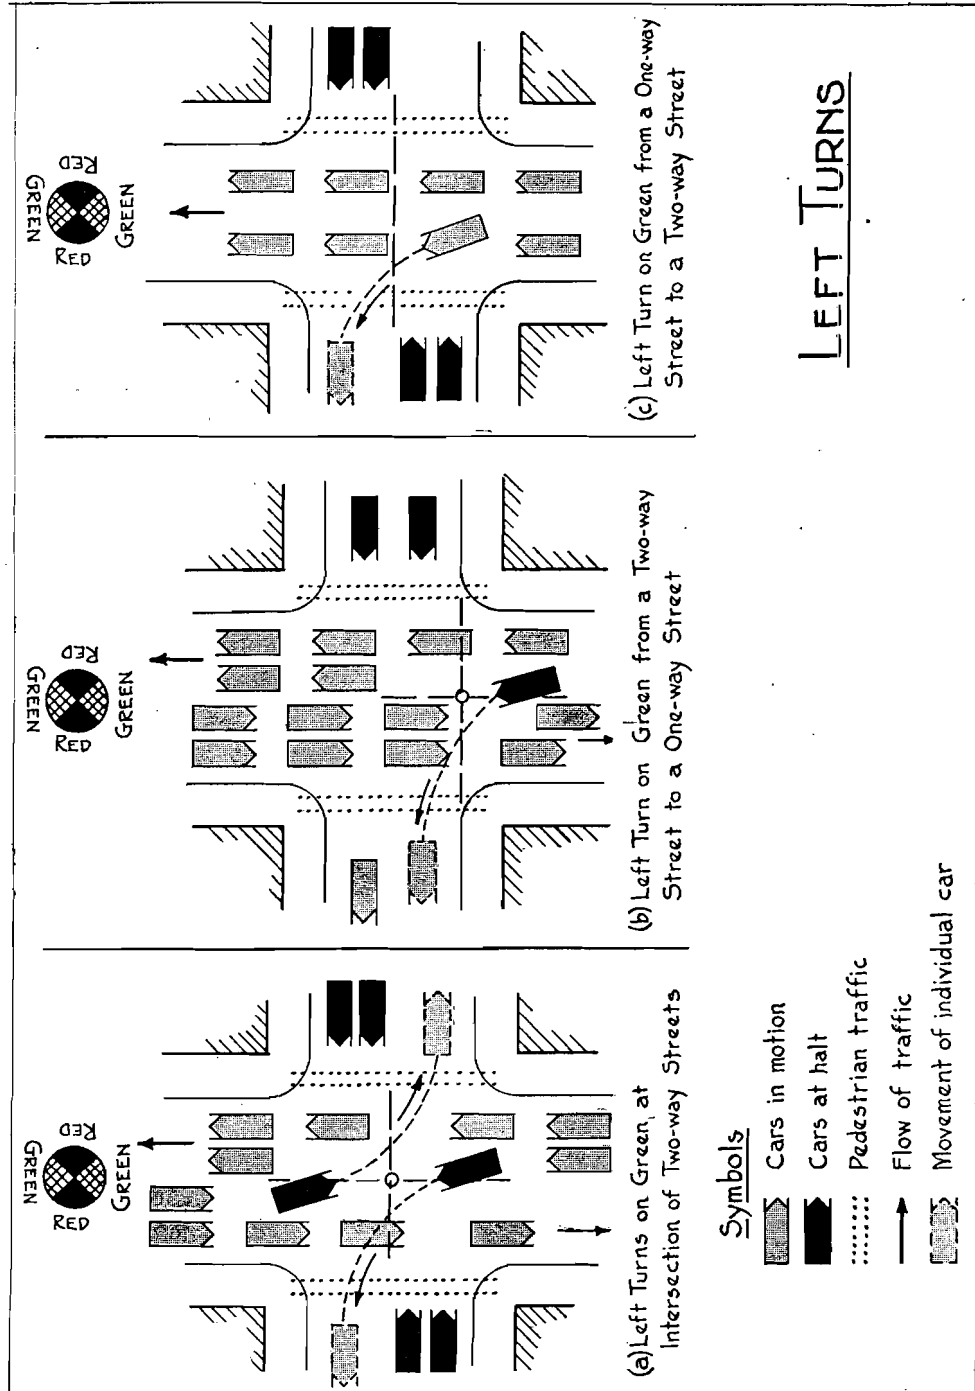 GREEN
RED
RED
GREEN
(a) Left Turns on Green, at
Intersection of Two-way Streets
GREEN
RED
RED
GREEN
(b) Left Turn on Green from a Two-way
Street to a One-way Street
GREEN
RED
RED
GREEN
(c) Left Turn on Green from a One-way
Street to a Two-way Street
Symbols
Cars in motion
Cars at halt
Pedestrian traffic
Flow of traffic
Movement of individual car
LEFT TURNS